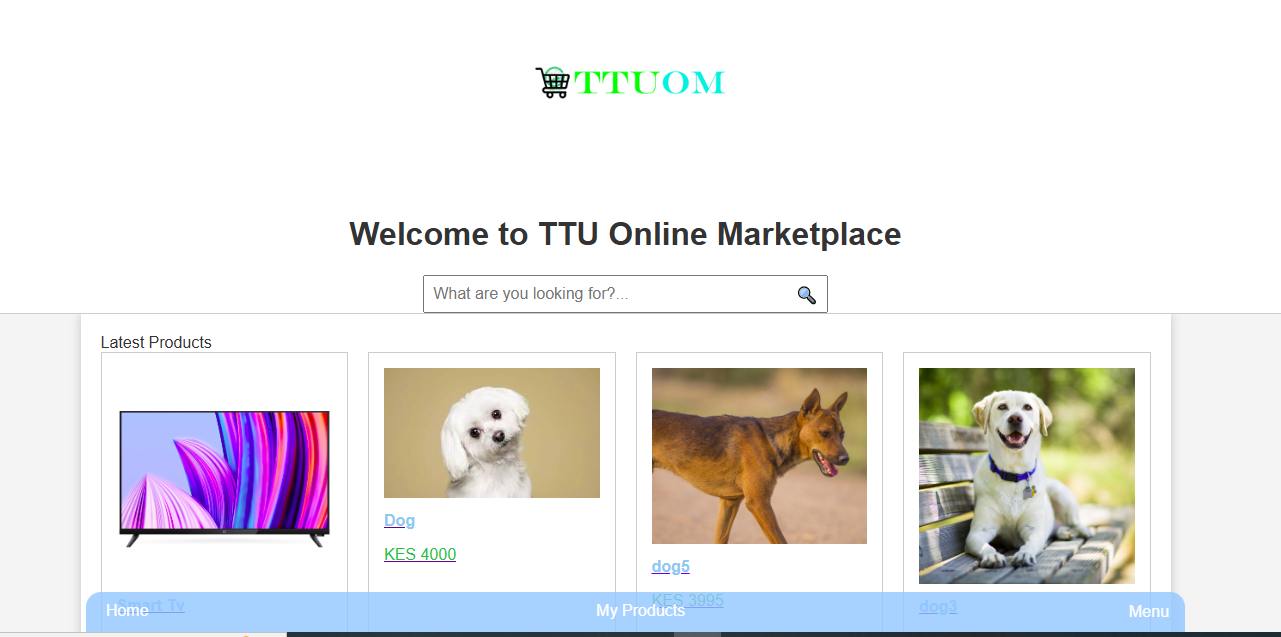 TTUOM
Welcome to TTU Online Marketplace
What are you looking for?...
Latest Products
Dog
KES 4000
dog5
KES 3995
Smart Tv
dog3
Home
My Products
Menu